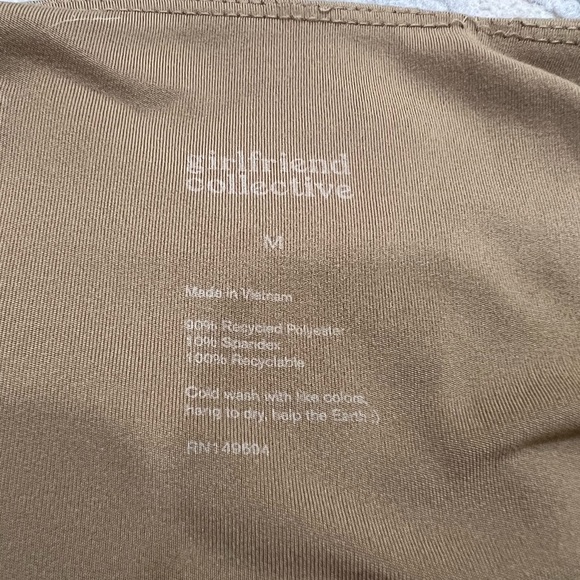 girlfriend
collective
M
Made in Vietnam
90% Recycled Polyester
10% Spandex
100% Recyclable
Cold wash with like colors,
hang to dry, help the Earth :)
RN149694